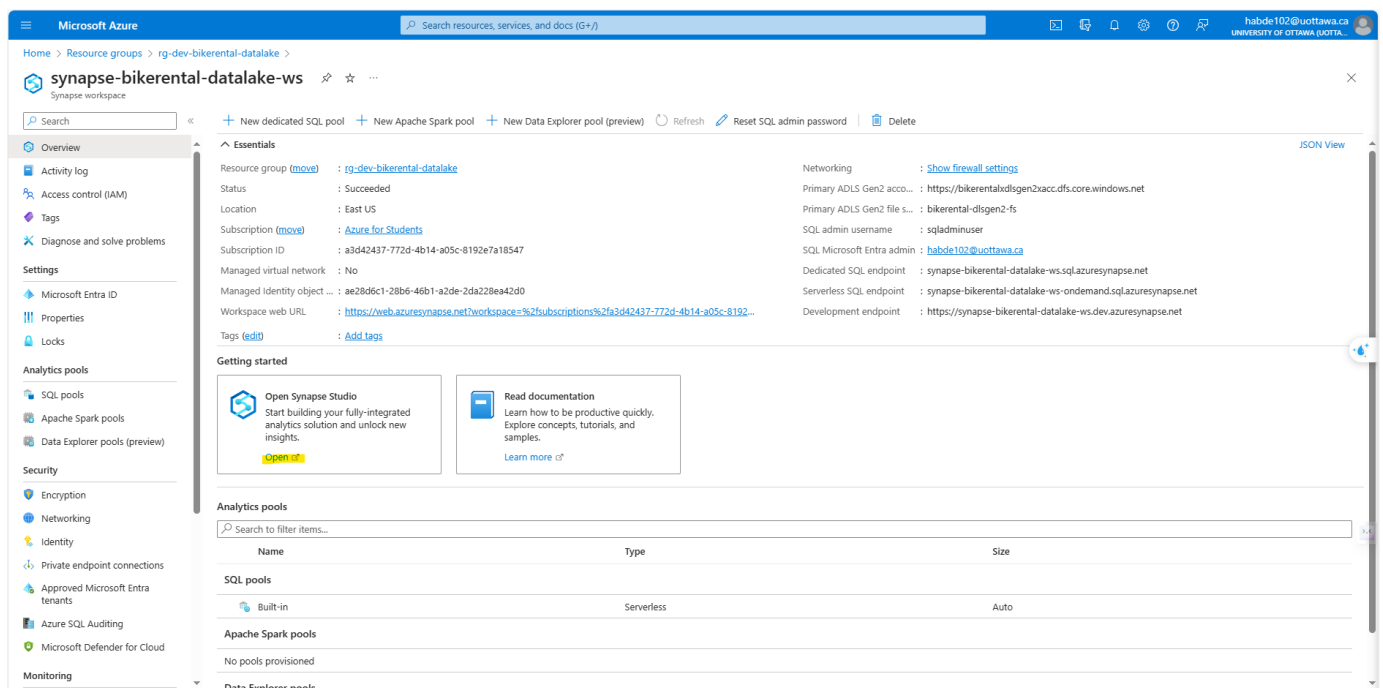 Microsoft Azure
Search resources, services, and docs (G+/)
habde102@uottawa.ca
UNIVERSITY OF OTTAWA (UOTTA...
Home > Resource groups > rg-dev-bikerental-datalake >
synapse-bikerental-datalake-ws
Synapse workspace
Search
Overview
Activity log
Access control (IAM)
Tags
Diagnose and solve problems
Settings
Microsoft Entra ID
Properties
Locks
Analytics pools
SQL pools
Apache Spark pools
Data Explorer pools (preview)
Security
Encryption
Networking
Identity
Private endpoint connections
Approved Microsoft Entra
tenants
Azure SQL Auditing
Microsoft Defender for Cloud
Monitoring
New dedicated SQL pool New Apache Spark pool New Data Explorer pool (preview) Refresh Reset SQL admin password Delete
Essentials
JSON View
Resource group (move) : rg-dev-bikerental-datalake
Status : Succeeded
Location : East US
Subscription (move) : Azure for Students
Subscription ID : a3d42437-772d-4b14-a05c-8192e7a18547
Managed virtual network : No
Managed Identity object ... : ae28d6c1-28b6-46b1-a2de-2da228ea42d0
Workspace web URL : https://web.azuresynapse.net?workspace=%2fsubscriptions%2fa3d42437-772d-4b14-a05c-8192...
Tags (edit) : Add tags
Networking : Show firewall settings
Primary ADLS Gen2 acco... : https://bikerentalxdlsgen2xacc.dfs.core.windows.net
Primary ADLS Gen2 file s... : bikerental-dlsgen2-fs
SQL admin username : sqladminuser
SQL Microsoft Entra admin : habde102@uottawa.ca
Dedicated SQL endpoint : synapse-bikerental-datalake-ws.sql.azuresynapse.net
Serverless SQL endpoint : synapse-bikerental-datalake-ws-ondemand.sql.azuresynapse.net
Development endpoint : https://synapse-bikerental-datalake-ws.dev.azuresynapse.net
Getting started
Open Synapse Studio
Start building your fully-integrated
analytics solution and unlock new
insights.
Open
Read documentation
Learn how to be productive quickly.
Explore concepts, tutorials, and
samples.
Learn more
Analytics pools
Search to filter items...
Name Type Size
SQL pools
Built-in Serverless Auto
Apache Spark pools
No pools provisioned
Data Explorer pools